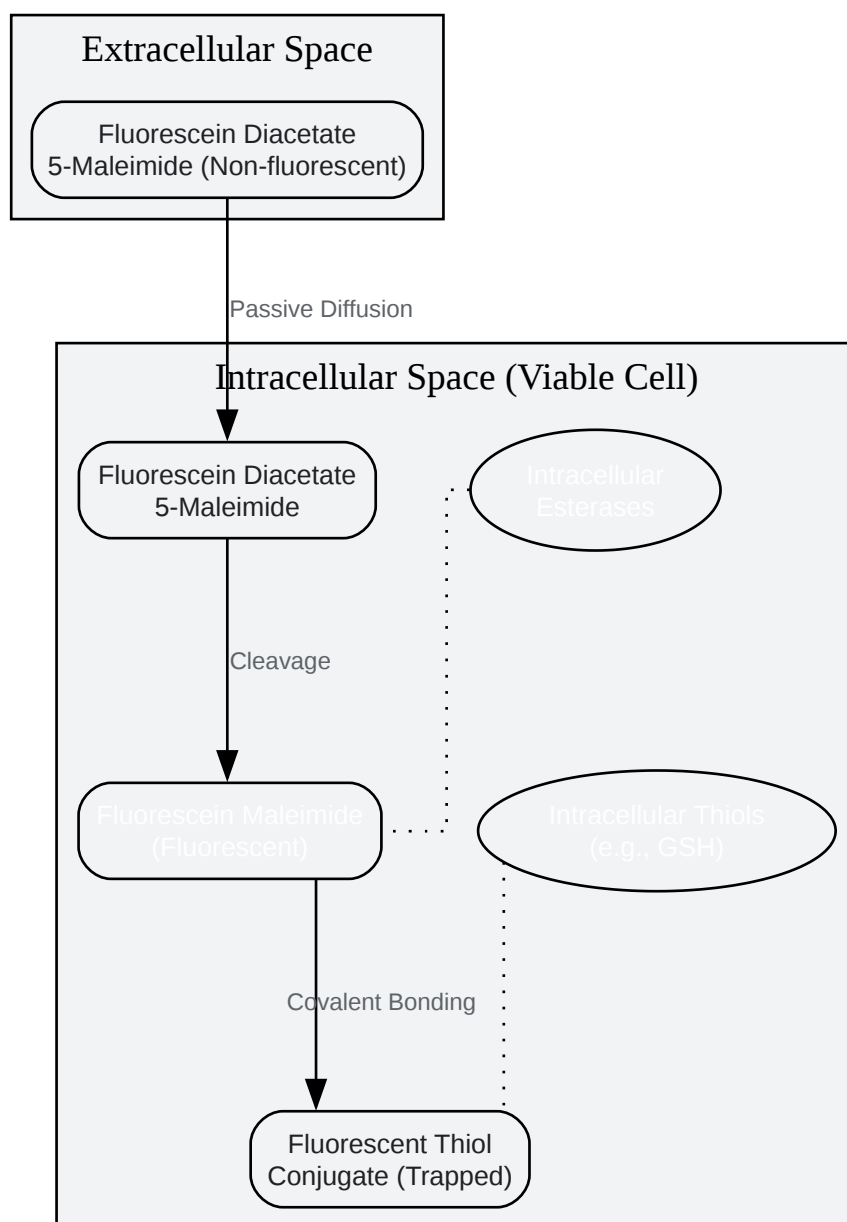 Extracellular Space
Fluorescein Diacetate
5-Maleimide (Non-fluorescent)
Passive Diffusion
Intracellular Space (Viable Cell)
Fluorescein Diacetate
5-Maleimide
Intracellular
Esterases
Cleavage
Fluorescein Maleimide
(Fluorescent)
Intracellular Thiols
(e.g., GSH)
Covalent Bonding
Fluorescent Thiol
Conjugate (Trapped)